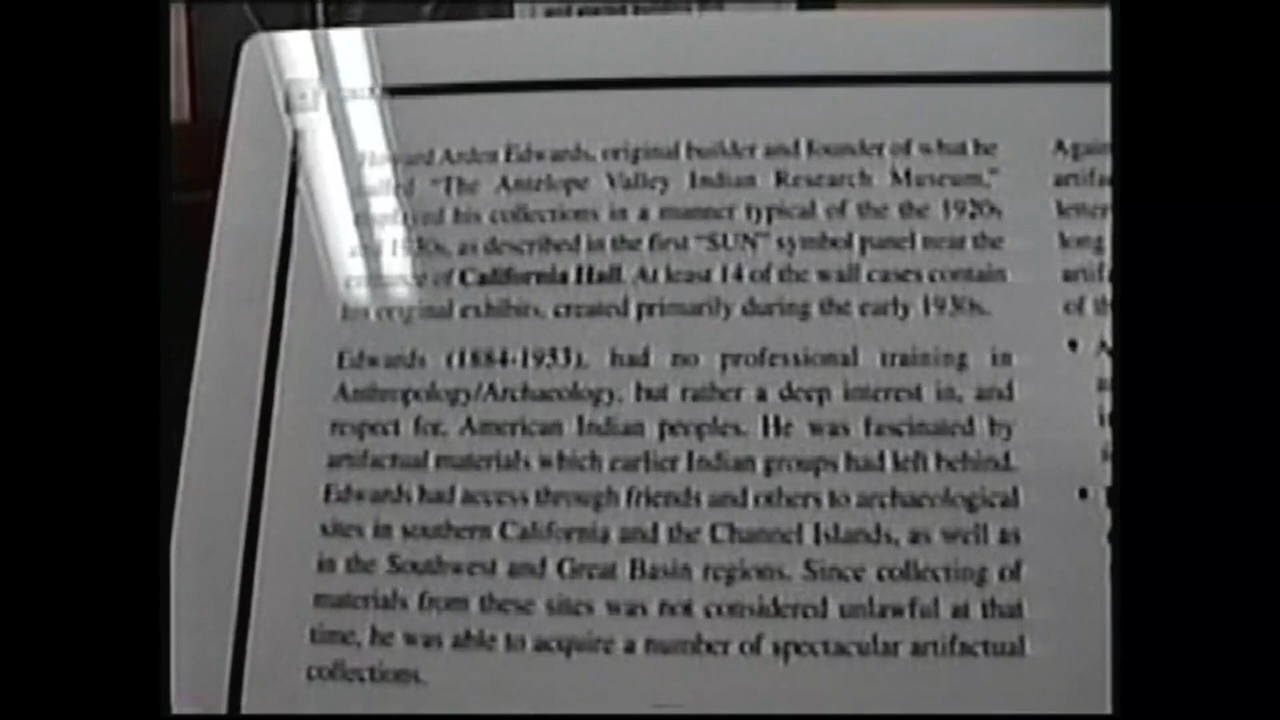 Howard Arden Edwards, original builder and founder of what he
called "The Antelope Valley Indian Research Museum,"
displayed his collections in a manner typical of the the 1920s
and 1930s, as described in the first "SUN" symbol panel near the
entrance of California Hall. At least 14 of the wall cases contain
his original exhibits, created primarily during the early 1930s.
Edwards (1884-1953), had no professional training in
Anthropology/Archaeology, but rather a deep interest in, and
respect for, American Indian peoples. He was fascinated by
artifactual materials which earlier Indian groups had left behind.
Edwards had access through friends and others to archaeological
sites in southern California and the Channel Islands, as well as
in the Southwest and Great Basin regions. Since collecting of
materials from these sites was not considered unlawful at that
time, he was able to acquire a number of spectacular artifactual
collections.
Again
long
of th